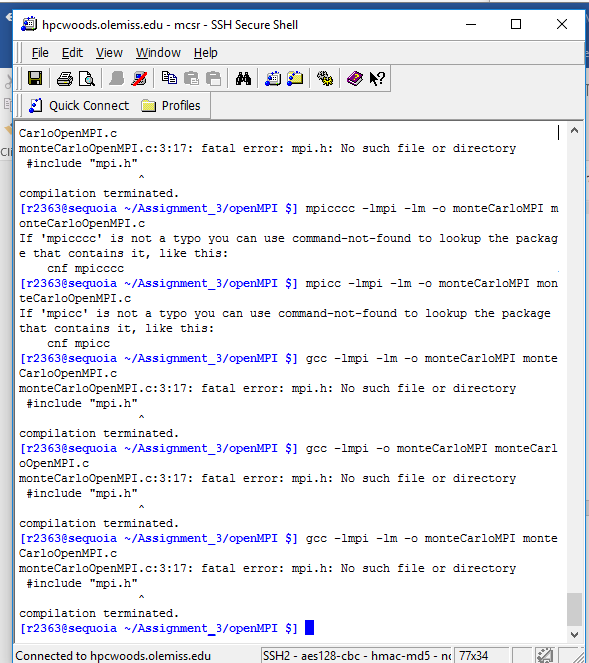 hpcwoods.olemiss.edu - mcsr - SSH Secure Shell
File Edit View Window Help
Quick Connect Profiles
CarloOpenMPI.c
monteCarloOpenMPI.c:3:17: fatal error: mpi.h: No such file or directory
#include "mpi.h"
^
compilation terminated.
[r2363@sequoia ~/Assignment_3/openMPI $] mpicccc -lmpi -lm -o monteCarloMPI m
onteCarloOpenMPI.c
If 'mpicccc' is not a typo you can use command-not-found to lookup the packag
e that contains it, like this:
cnf mpicccc
[r2363@sequoia ~/Assignment_3/openMPI $] mpicc -lmpi -lm -o monteCarloMPI mon
teCarloOpenMPI.c
If 'mpicc' is not a typo you can use command-not-found to lookup the package
that contains it, like this:
cnf mpicc
[r2363@sequoia ~/Assignment_3/openMPI $] gcc -lmpi -lm -o monteCarloMPI monte
CarloOpenMPI.c
monteCarloOpenMPI.c:3:17: fatal error: mpi.h: No such file or directory
#include "mpi.h"
^
compilation terminated.
[r2363@sequoia ~/Assignment_3/openMPI $] gcc -lmpi -o monteCarloMPI monteCarl
oOpenMPI.c
monteCarloOpenMPI.c:3:17: fatal error: mpi.h: No such file or directory
#include "mpi.h"
^
compilation terminated.
[r2363@sequoia ~/Assignment_3/openMPI $] gcc -lmpi -lm -o monteCarloMPI monte
CarloOpenMPI.c
monteCarloOpenMPI.c:3:17: fatal error: mpi.h: No such file or directory
#include "mpi.h"
^
compilation terminated.
[r2363@sequoia ~/Assignment_3/openMPI $]
Connected to hpcwoods.olemiss.edu SSH2 - aes128-cbc - hmac-md5 - 77x34